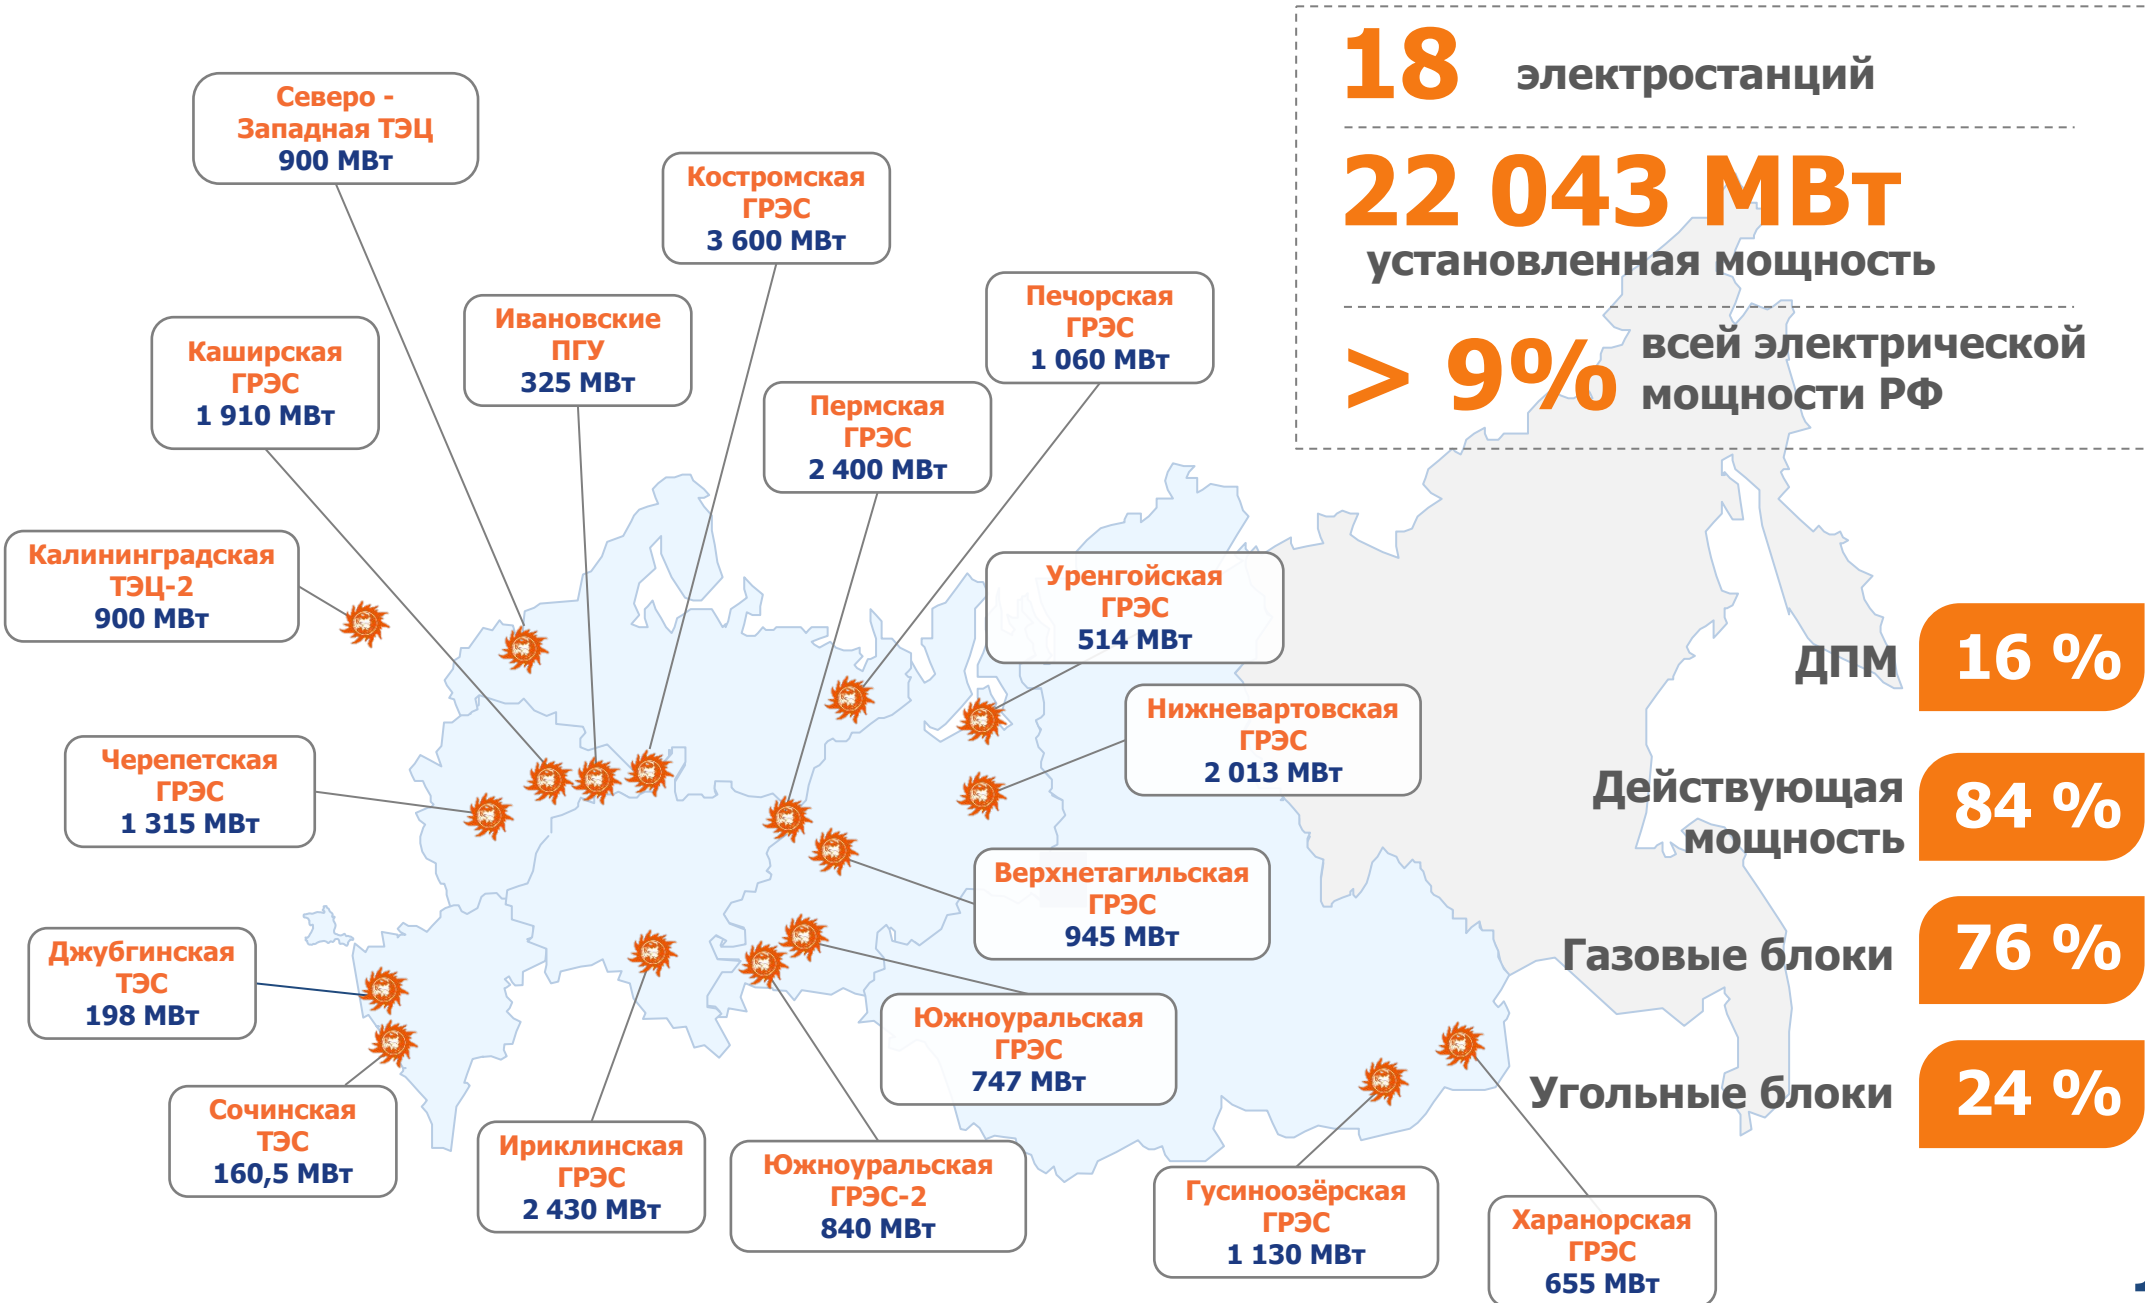 18 электростанций
22 043 МВт
установленная мощность
> 9% всей электрической
мощности РФ
Северо -
Западная ТЭЦ
900 МВт
Костромская
ГРЭС
3 600 МВт
Печорская
ГРЭС
1 060 МВт
Ивановские
ПГУ
325 МВт
Каширская
ГРЭС
1 910 МВт
Пермская
ГРЭС
2 400 МВт
Калининградская
ТЭЦ-2
900 МВт
Уренгойская
ГРЭС
514 МВт
Нижневартовская
ГРЭС
2 013 МВт
Черепетская
ГРЭС
1 315 МВт
Верхнетагильская
ГРЭС
945 МВт
Джубгинская
ТЭС
198 МВт
Южноуральская
ГРЭС
747 МВт
Сочинская
ТЭС
160,5 МВт
Ириклинская
ГРЭС
2 430 МВт
Южноуральская
ГРЭС-2
840 МВт
Гусиноозёрская
ГРЭС
1 130 МВт
Харанорская
ГРЭС
655 МВт
ДПМ 16 %
Действующая
мощность 84 %
Газовые блоки 76 %
Угольные блоки 24 %